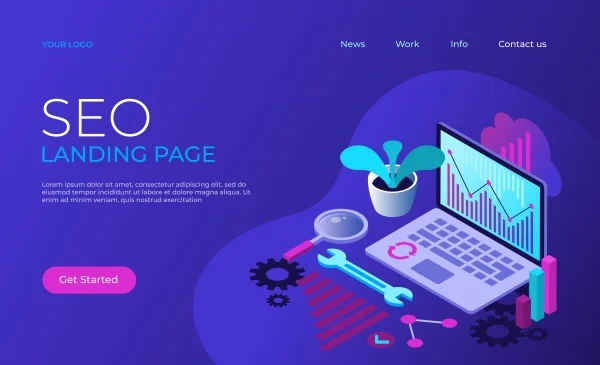 YOUR LOGO
News Work Info Contact us
SEO
LANDING PAGE
Lorem ipsum dolor sit amet, consectetur adipiscing elit, sed do
eiusmod tempor incididunt ut labore et dolore magna aliqua. Ut
enim ad minim veniam, quis nostrud exercitation
Get Started